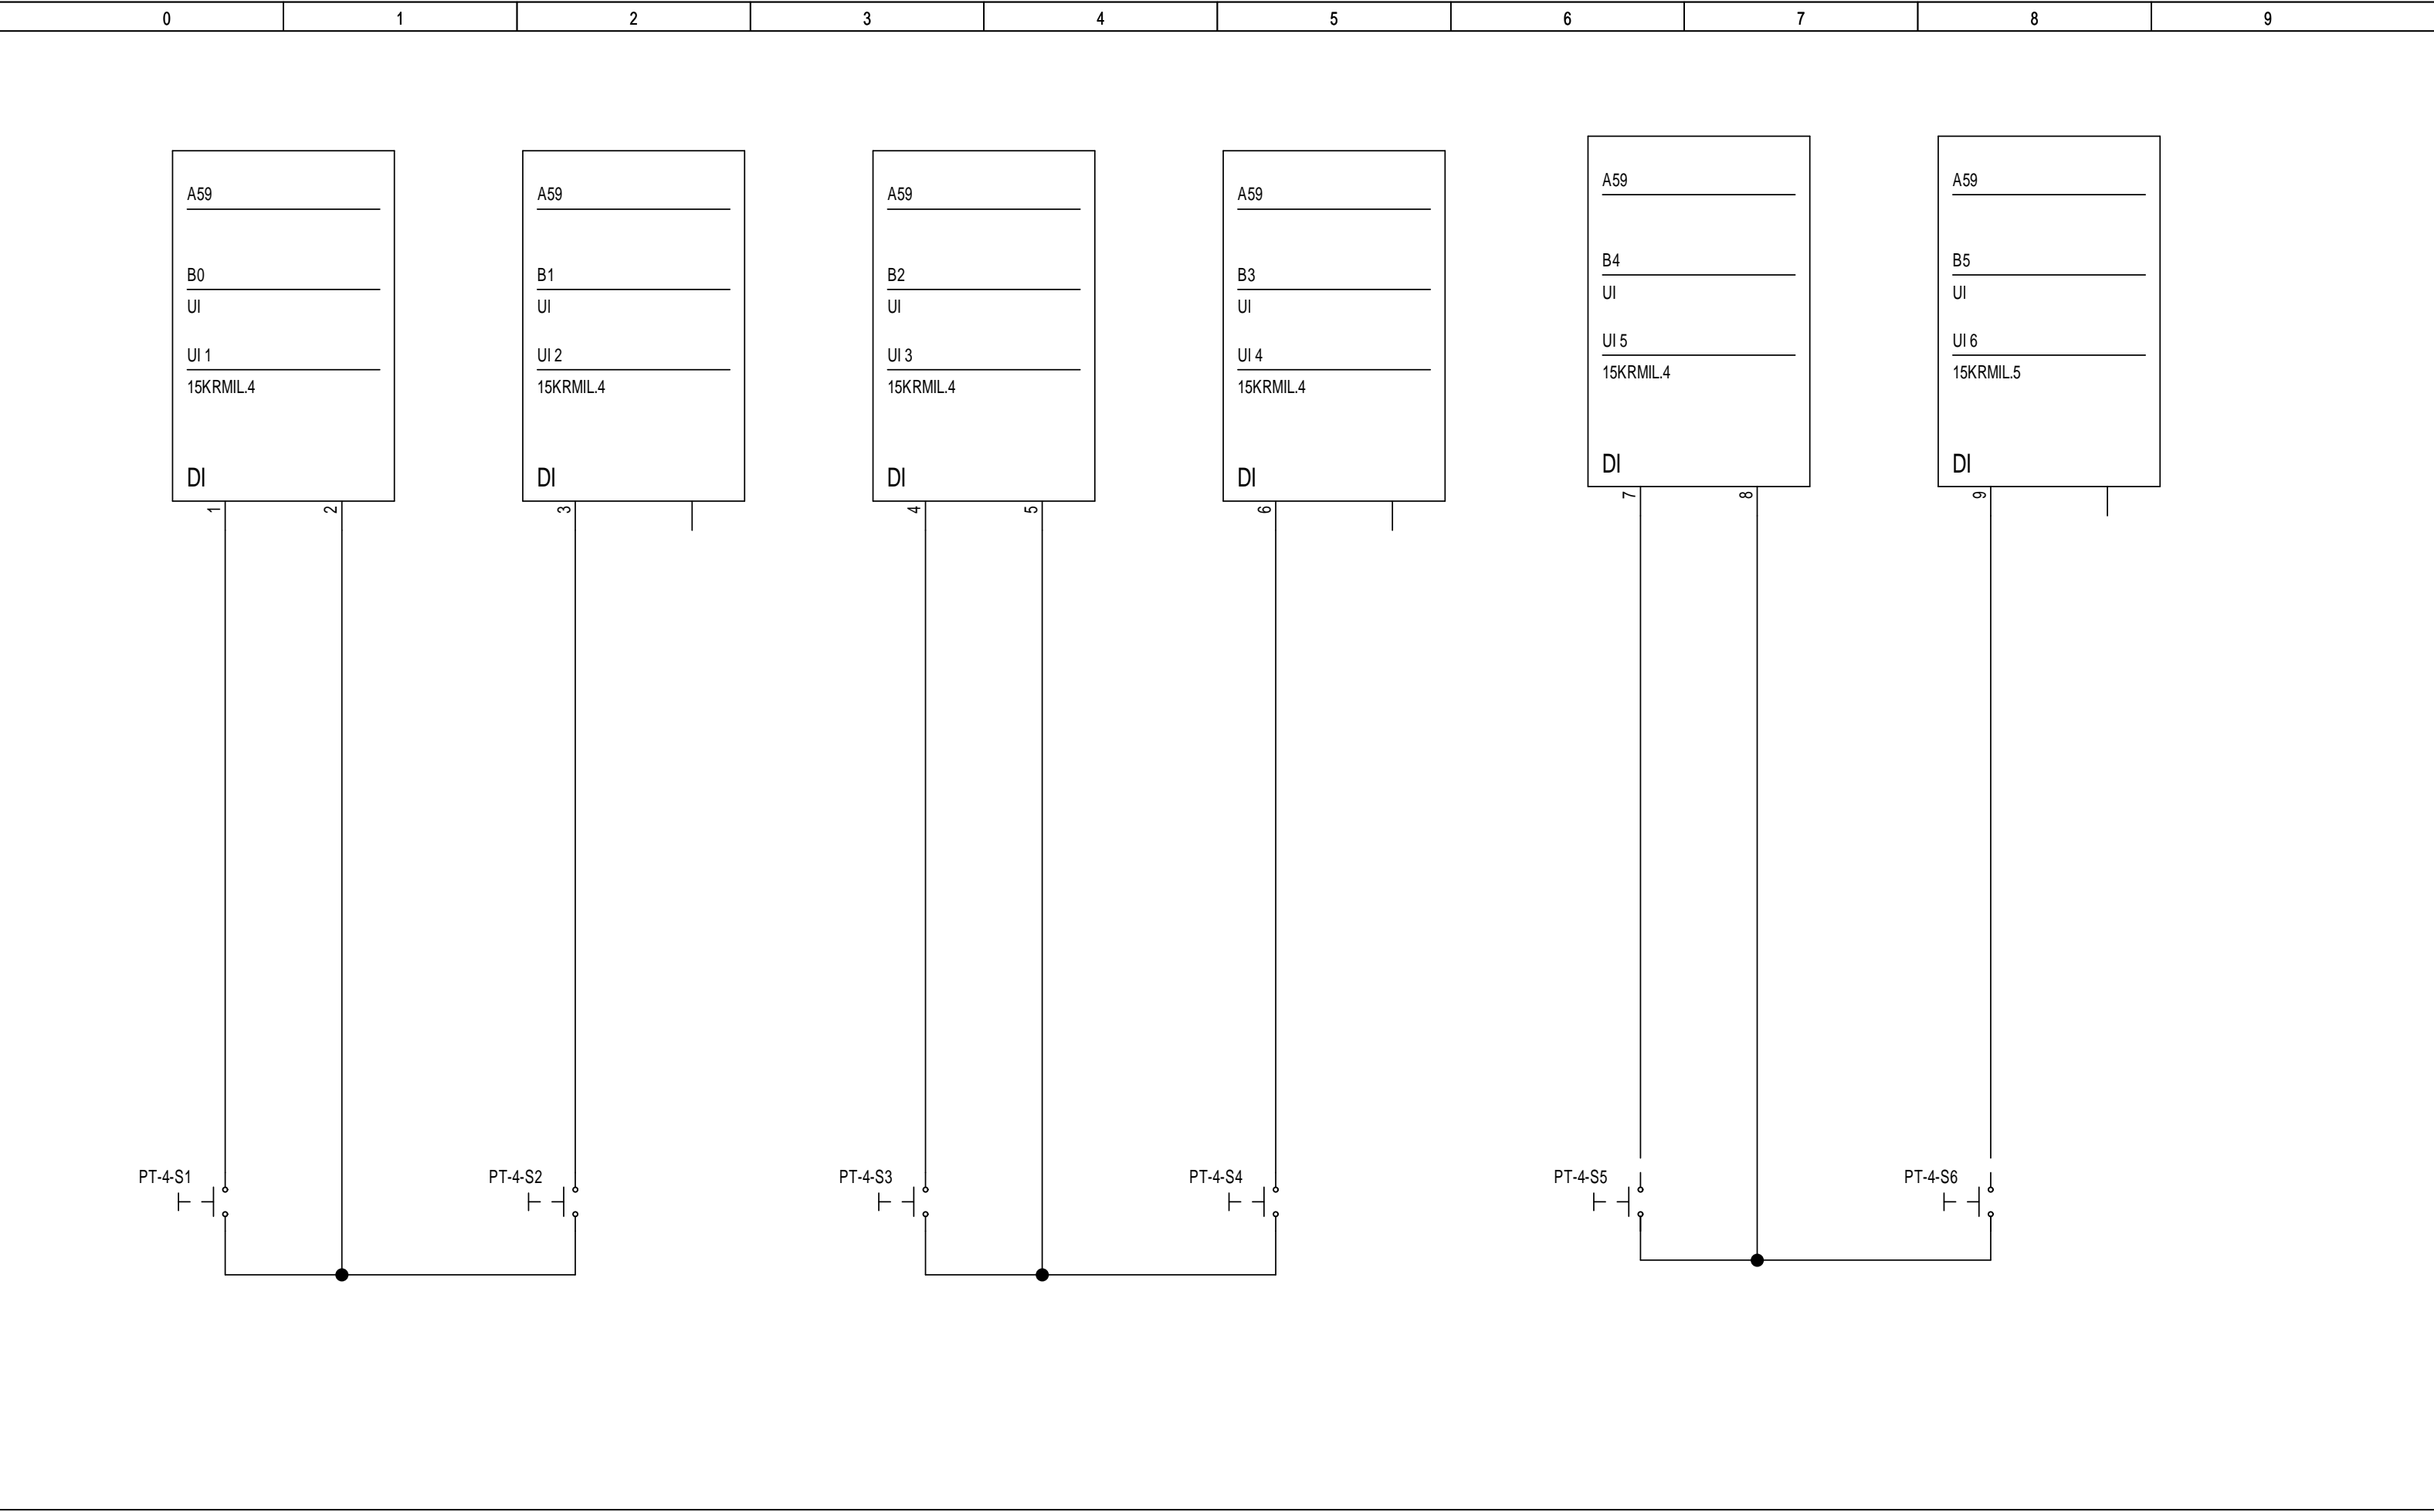 0 1 2 3 4 5 6 7 8 9
A59
B0
UI
UI 1
15KRMIL.4
DI
1 2
A59
B1
UI
UI 2
15KRMIL.4
DI
3
A59
B2
UI
UI 3
15KRMIL.4
DI
4 5
A59
B3
UI
UI 4
15KRMIL.4
DI
6
A59
B4
UI
UI 5
15KRMIL.4
DI
7 8
A59
B5
UI
UI 6
15KRMIL.5
DI
9
PT-4-S1
PT-4-S2
PT-4-S3
PT-4-S4
PT-4-S5
PT-4-S6